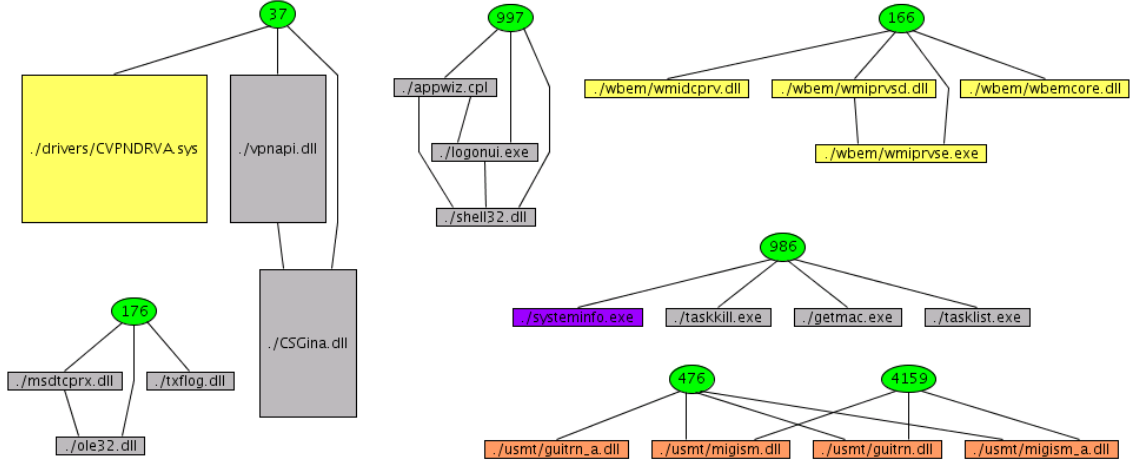 37
997
166
./appwiz.cpl
./wbem/wmidcprv.dll
./wbem/wmiprvsd.dll
./wbem/wbemcore.dll
./drivers/CVPNDRVA.sys
./vpnapi.dll
./logonui.exe
./wbem/wmiprvse.exe
./shell32.dll
986
176
./systeminfo.exe
./taskkill.exe
./getmac.exe
./tasklist.exe
./CSGina.dll
./msdtcprx.dll
./txflog.dll
476
4159
./ole32.dll
./usmt/guitrn_a.dll
./usmt/migism.dll
./usmt/guitrn.dll
./usmt/migism_a.dll